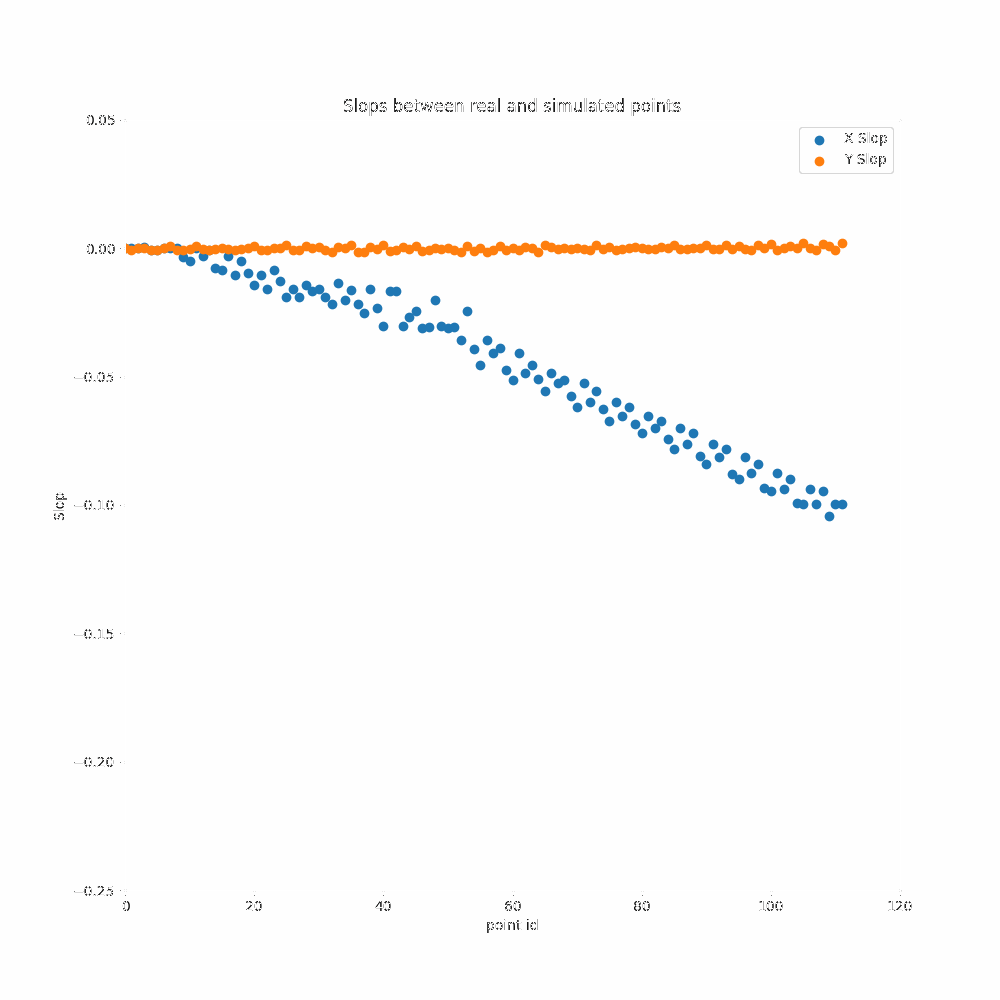 Slops between real and simulated points
0.05
X Slop
Y Slop
0.00
−0.05
−0.10
Slop
−0.15
−0.20
−0.25
0 20 40 60 80 100 120
point id